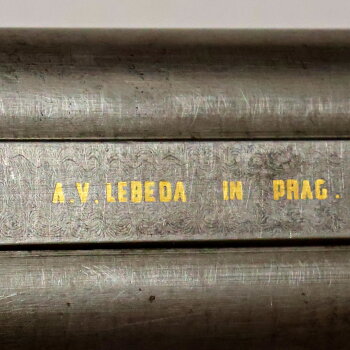 A.V. LEBEDA IN PRAG.